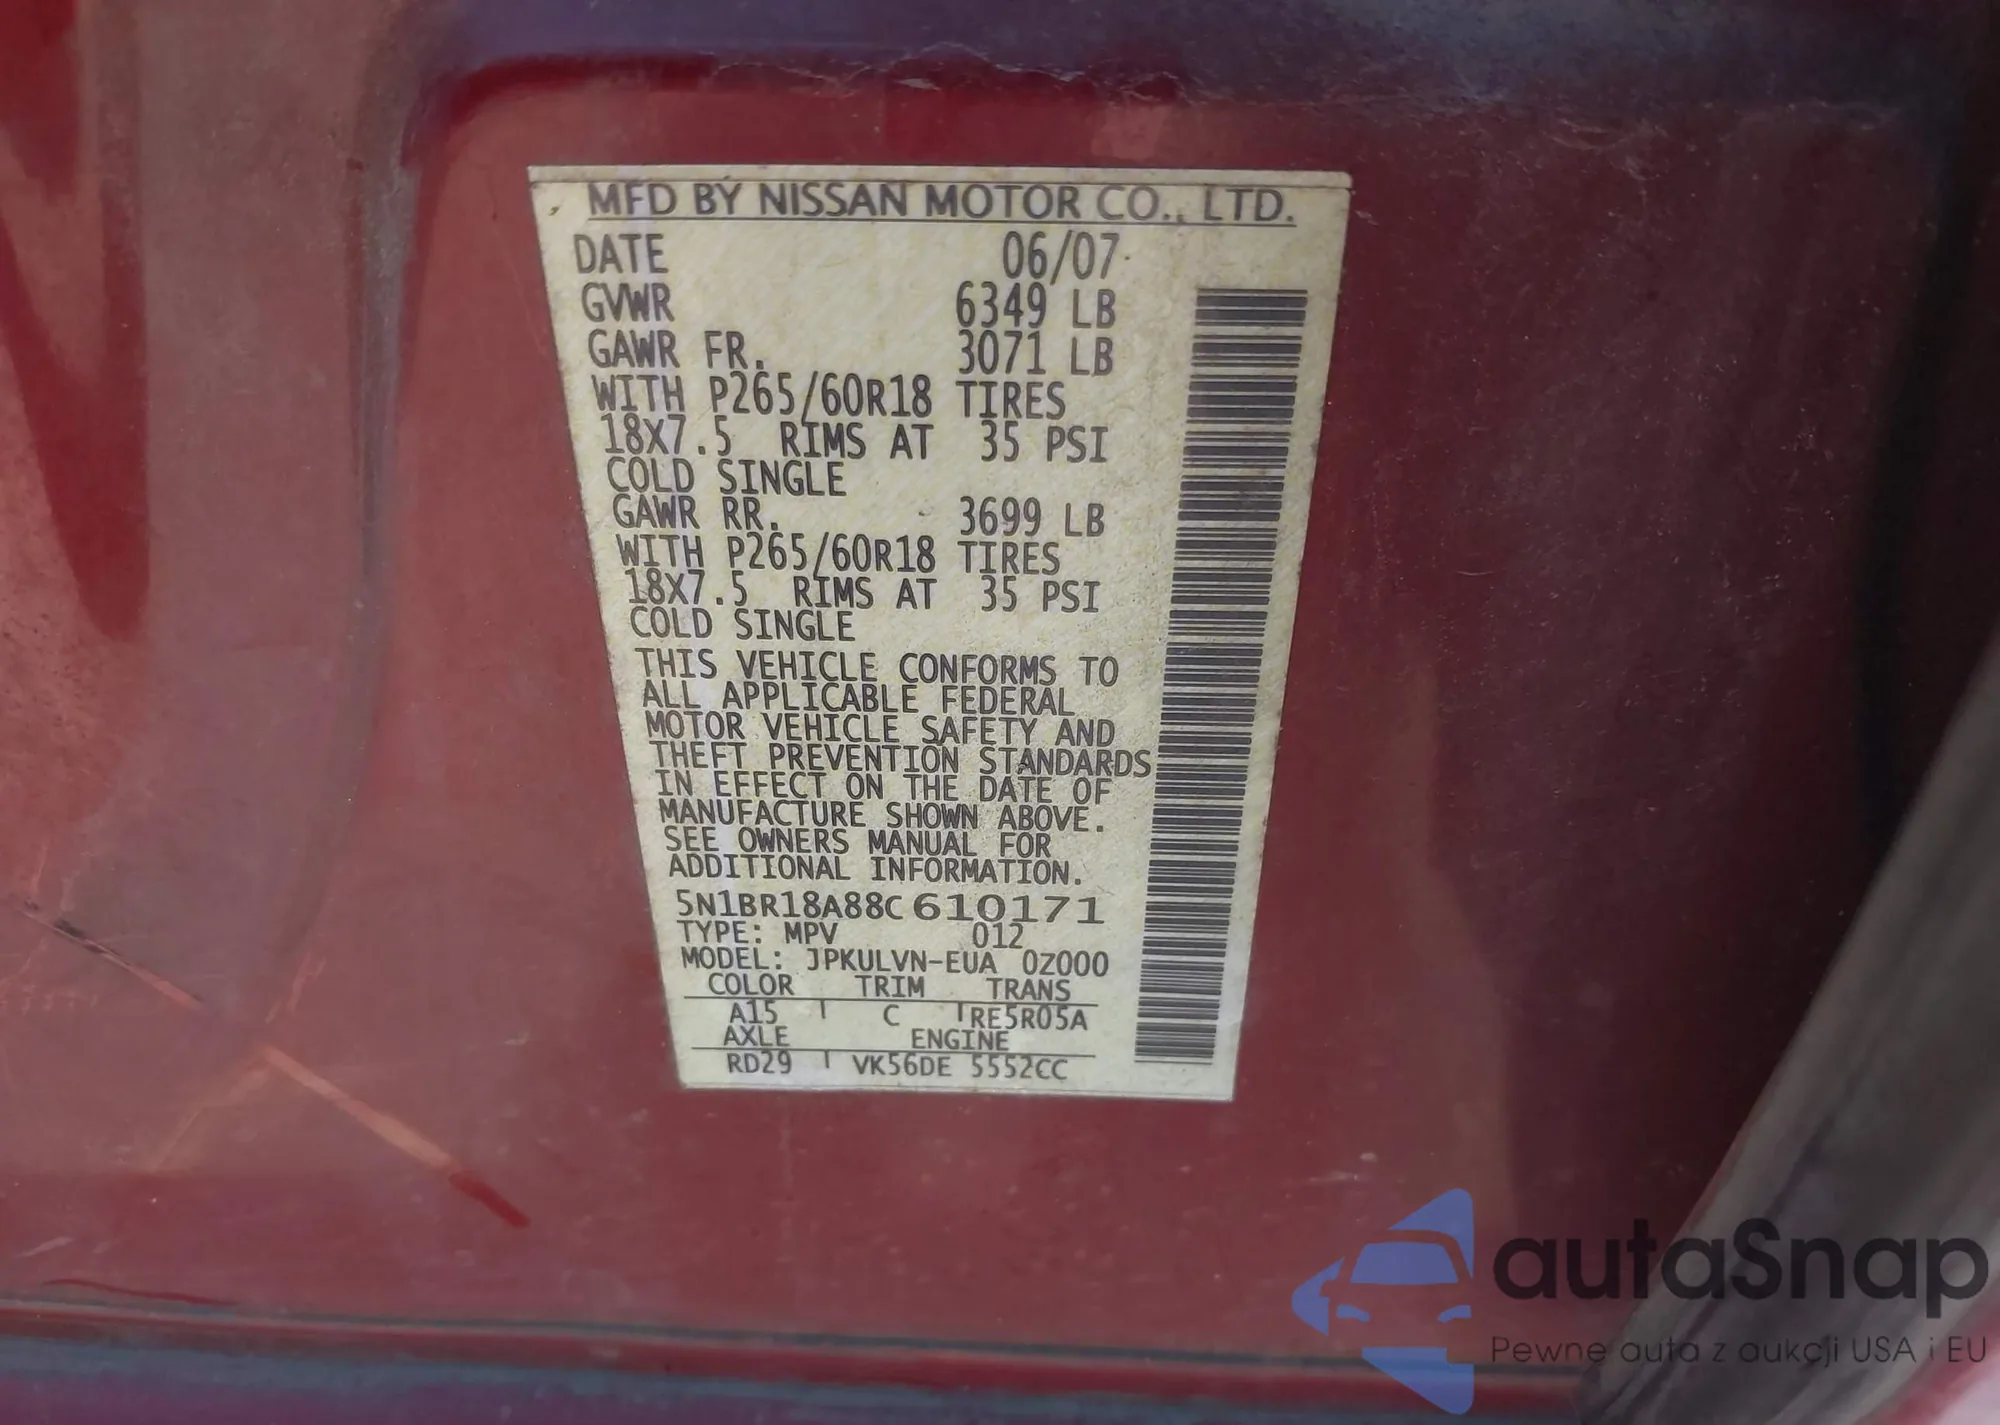 MFD BY NISSAN MOTOR CO., LTD.
DATE 06/07
GVWR 6349 LB
GAWR FR. 3071 LB
WITH P265/60R18 TIRES
18X7.5 RIMS AT 35 PSI
COLD SINGLE
GAWR RR. 3699 LB
WITH P265/60R18 TIRES
18X7.5 RIMS AT 35 PSI
COLD SINGLE
THIS VEHICLE CONFORMS TO
ALL APPLICABLE FEDERAL
MOTOR VEHICLE SAFETY AND
THEFT PREVENTION STANDARDS
IN EFFECT ON THE DATE OF
MANUFACTURE SHOWN ABOVE.
SEE OWNERS MANUAL FOR
ADDITIONAL INFORMATION.
5N1BR18A88C610171
TYPE: MPV 012
MODEL: JPKULVN-EUA 0Z000
COLOR TRIM TRANS
A15 C RE5R05A
AXLE ENGINE
RD29 VK56DE 5552CC
autaSnap
Pewne auta z aukcji USA i EU